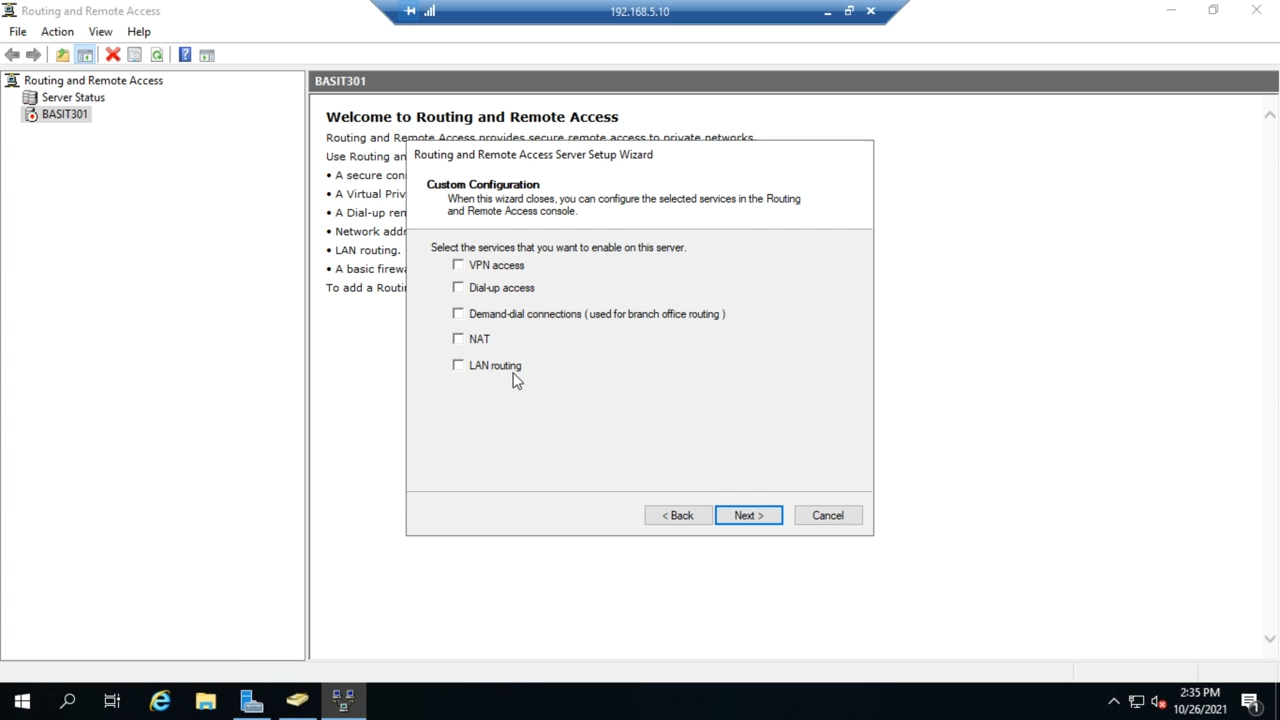 Routing and Remote Access
192.168.5.10
File Action View Help
Routing and Remote Access
Server Status
BASIT301
BASIT301
Welcome to Routing and Remote Access
Routing and Remote Access provides secure remote access to private networks.
Use Routing an
• A secure con
• A Virtual Priv
• A Dial-up rem
• Network addr
• LAN routing.
• A basic firewa
To add a Routi
Routing and Remote Access Server Setup Wizard
Custom Configuration
When this wizard closes, you can configure the selected services in the Routing
and Remote Access console.
Select the services that you want to enable on this server.
VPN access
Dial-up access
Demand-dial connections ( used for branch office routing )
NAT
LAN routing
< Back Next > Cancel
2:35 PM
10/26/2021
1